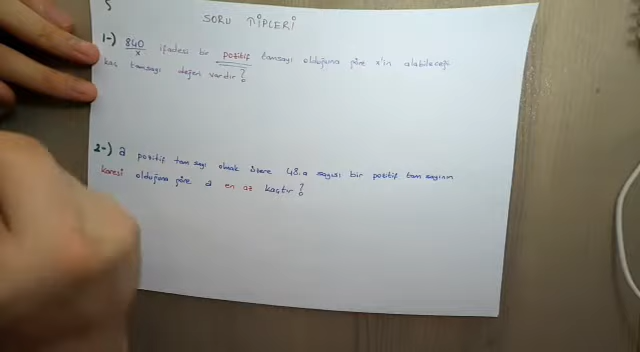 SORU TİPLERİ
1-) 840/x ifadesi bir pozitif tamsayı olduğuna göre x'in alabileceği
kaç tamsayı değeri vardır?
2-) a pozitif tam sayı olmak üzere 48.a sayısı bir pozitif tam sayının
karesi olduğuna göre a en az kaçtır?